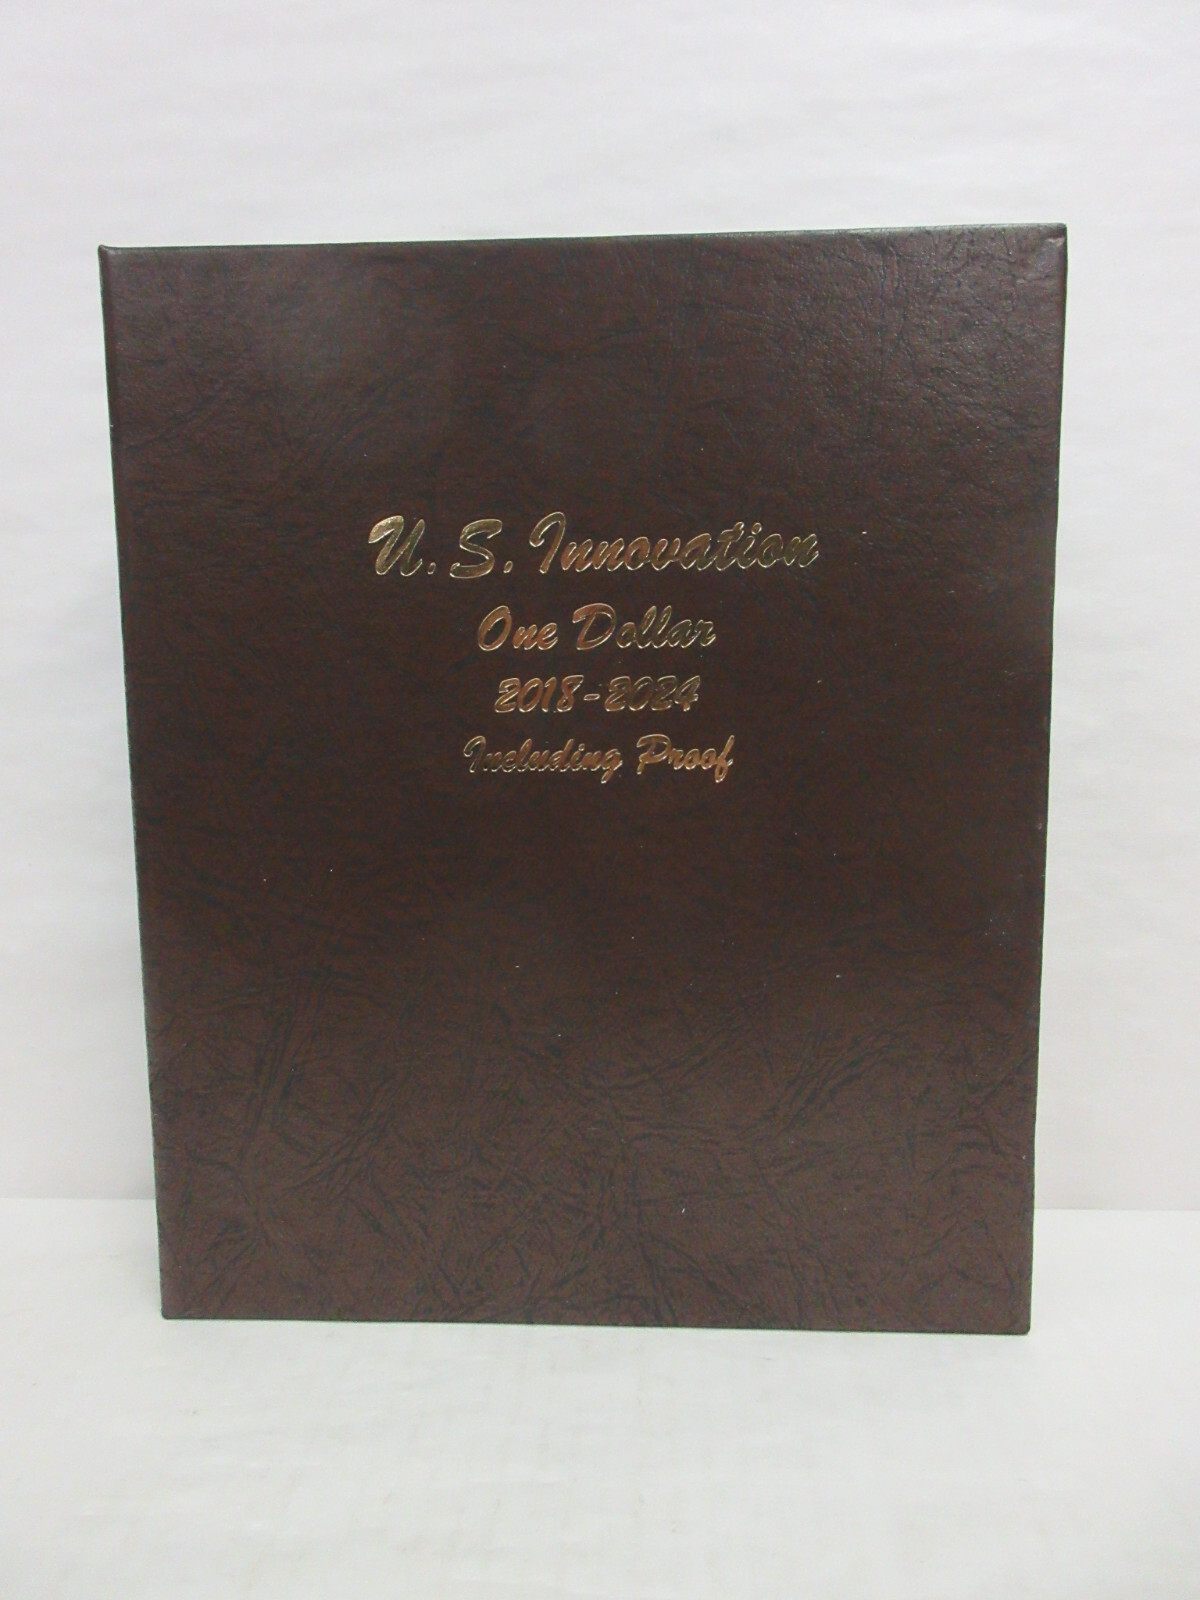 U. S. Innovation
One Dollar
2018-2024
Including Proof